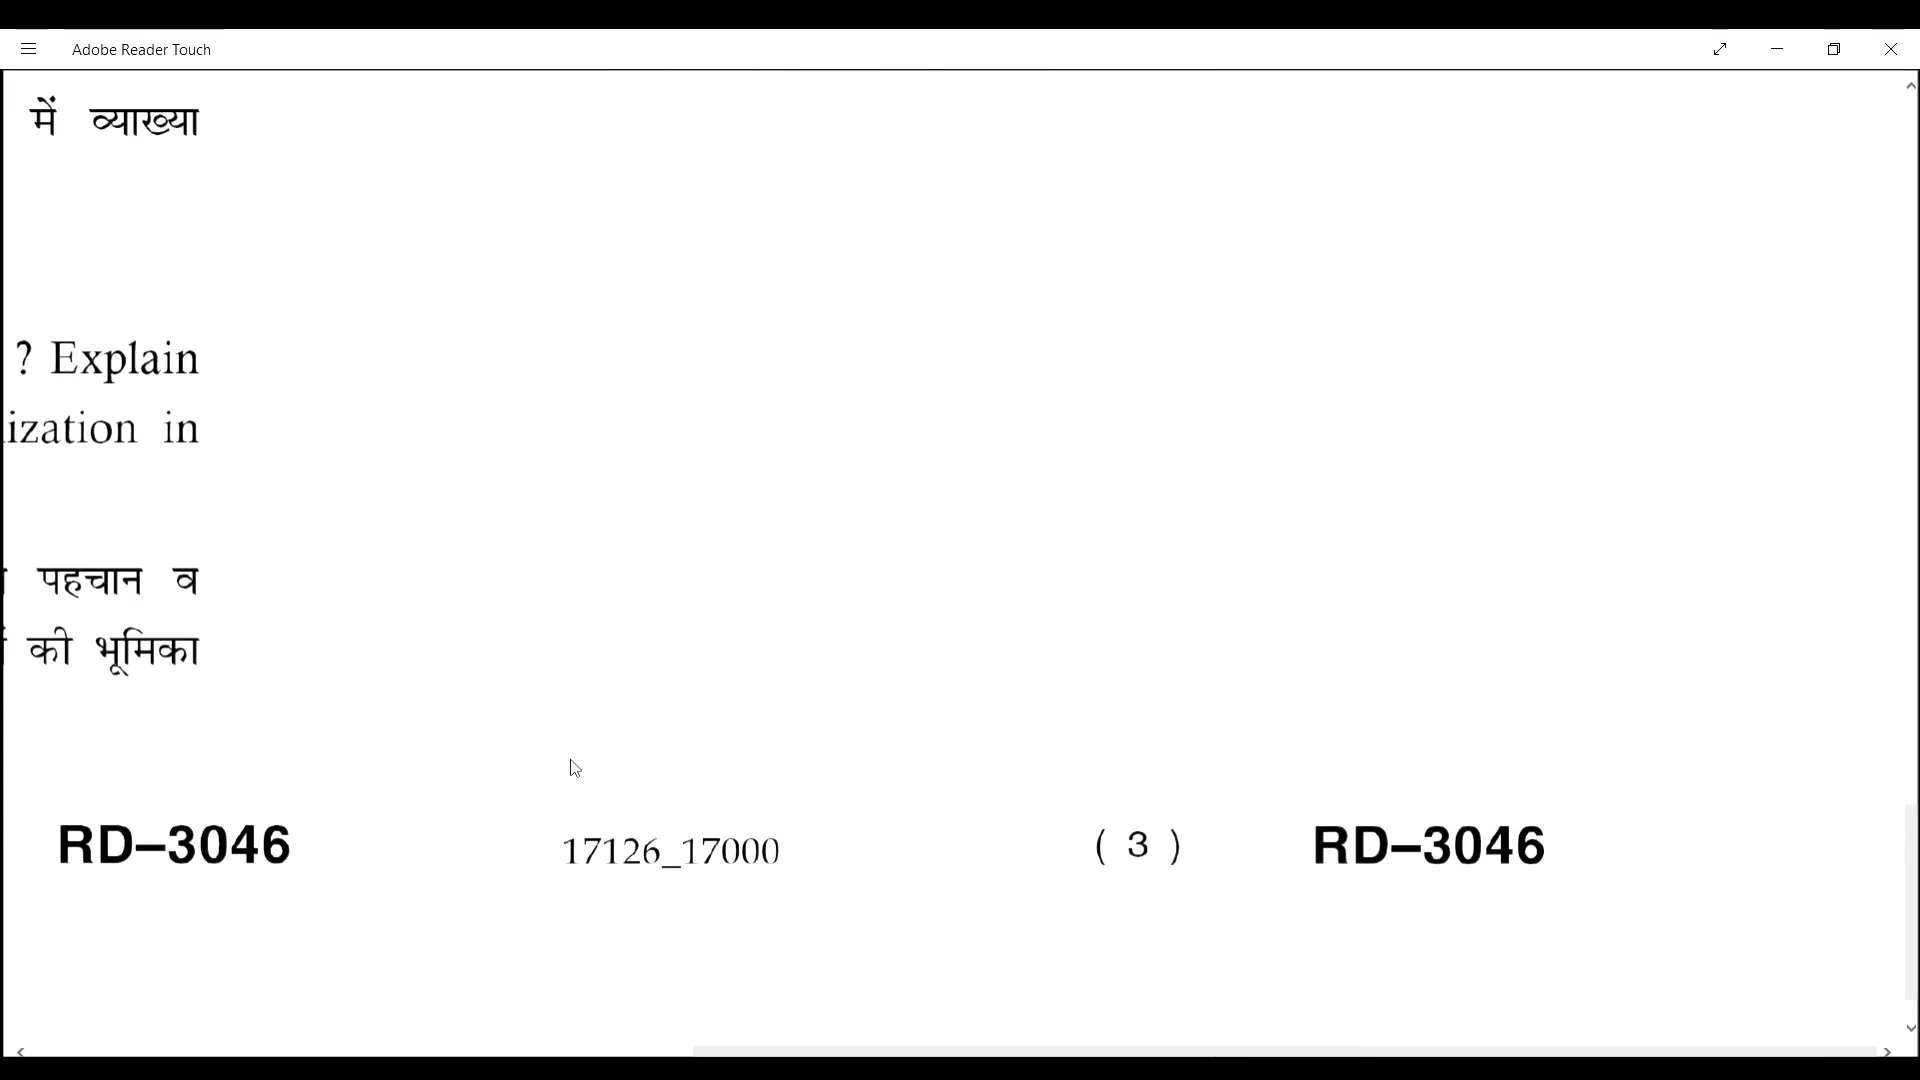 Adobe Reader Touch
में व्याख्या
? Explain
ization in
पहचान व
की भूमिका
RD–3046 17126_17000 ( 3 ) RD–3046